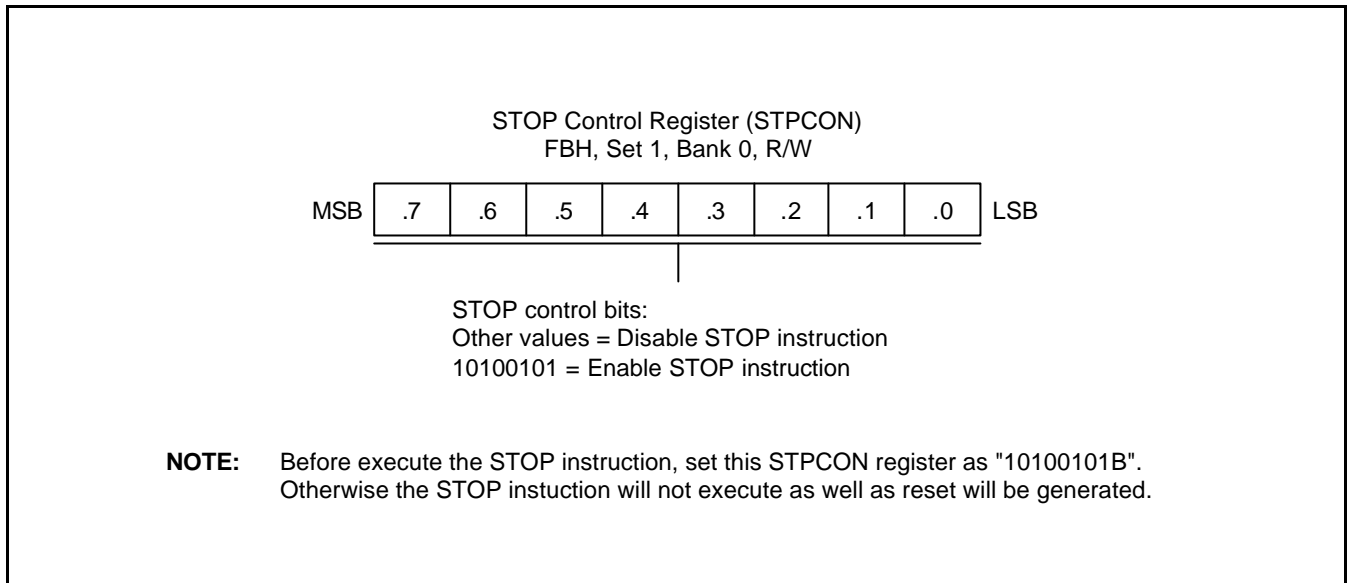 STOP Control Register (STPCON)
FBH, Set 1, Bank 0, R/W
MSB .7 .6 .5 .4 .3 .2 .1 .0 LSB
STOP control bits:
Other values = Disable STOP instruction
10100101 = Enable STOP instruction
NOTE: Before execute the STOP instruction, set this STPCON register as "10100101B".
Otherwise the STOP instuction will not execute as well as reset will be generated.